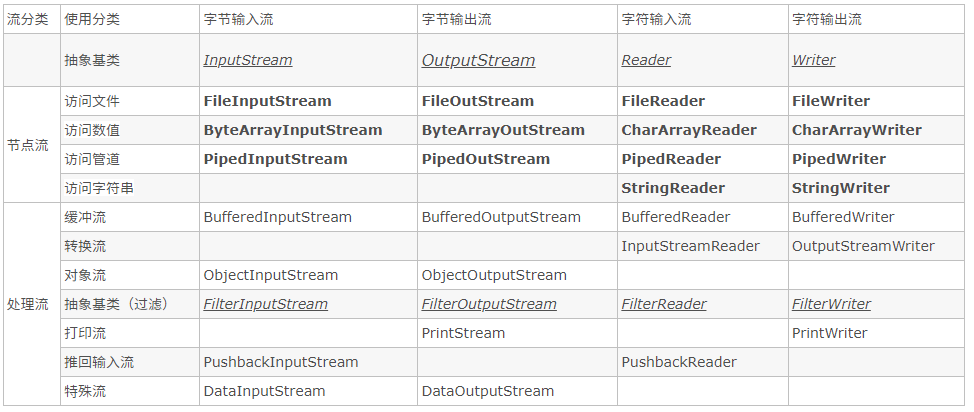 流分类 使用分类 字节输入流 字节输出流 字符输入流 字符输出流
抽象基类 InputStream OutputStream Reader Writer
访问文件 FileInputStream FileOutStream FileReader FileWriter
访问数值 ByteArrayInputStream ByteArrayOutStream CharArrayReader CharArrayWriter
节点流
访问管道 PipedInputStream PipedOutStream PipedReader PipedWriter
访问字符串 StringReader StringWriter
缓冲流 BufferedInputStream BufferedOutputStream BufferedReader BufferedWriter
转换流 InputStreamReader OutputStreamWriter
对象流 ObjectInputStream ObjectOutputStream
处理流 抽象基类（过滤） FilterInputStream FilterOutputStream FilterReader FilterWriter
打印流 PrintStream PrintWriter
推回输入流 PushbackInputStream PushbackReader
特殊流 DataInputStream DataOutputStream